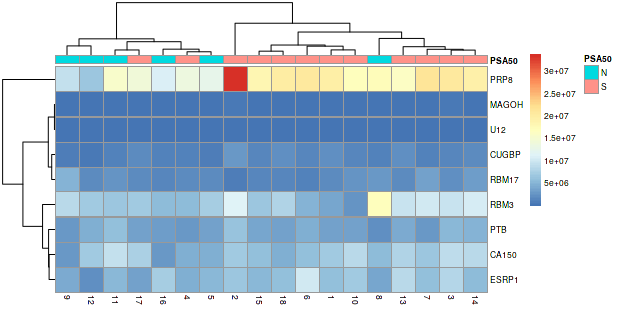 PSA50
PRP8
MAGOH
U12
CUGBP
RBM17
RBM3
PTB
CA150
ESRP1
9 12 11 17 16 4 5 2 15 18 6 1 10 8 13 7 3 14
3e+07
2.5e+07
2e+07
1.5e+07
1e+07
5e+06
PSA50
N
S